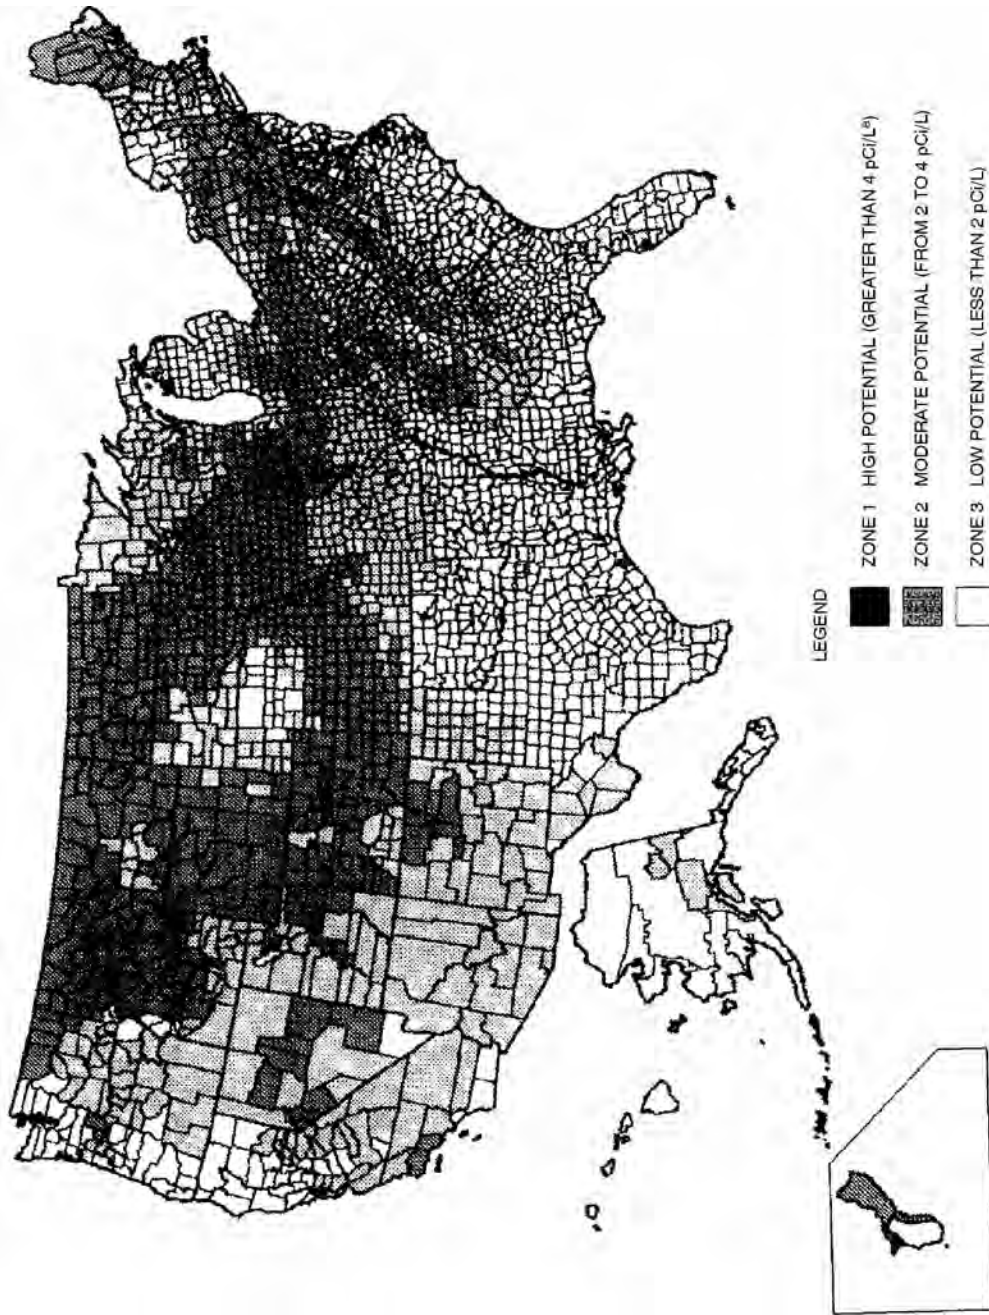 LEGEND
ZONE 1 HIGH POTENTIAL (GREATER THAN 4 pCi/Lª)
ZONE 2 MODERATE POTENTIAL (FROM 2 TO 4 pCi/L)
ZONE 3 LOW POTENTIAL (LESS THAN 2 pCi/L)